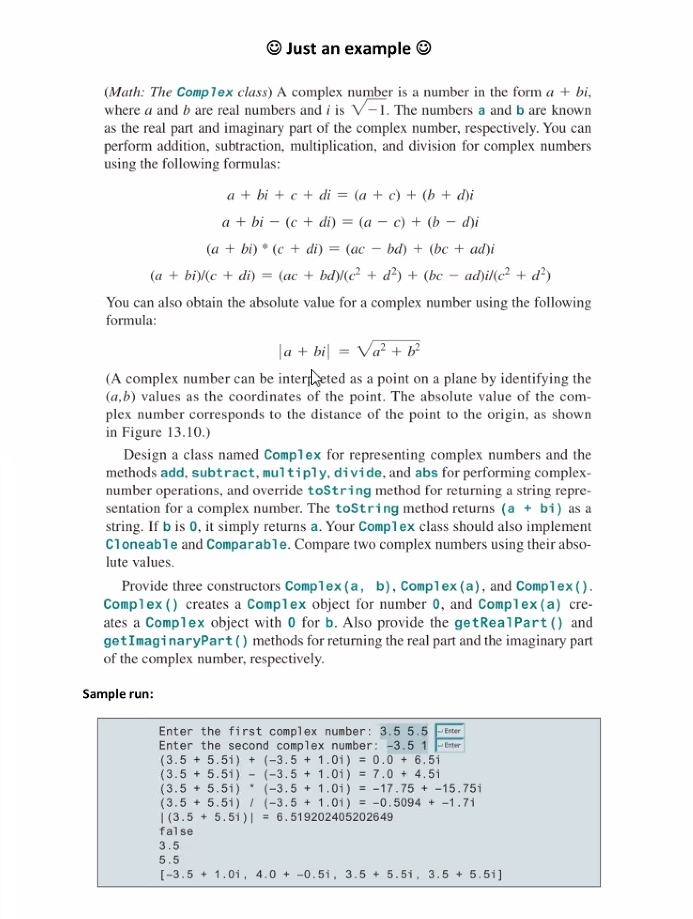 ☺ Just an example ☺
(Math: The Complex class) A complex number is a number in the form a + bi,
where a and b are real numbers and i is √−1. The numbers a and b are known
as the real part and imaginary part of the complex number, respectively. You can
perform addition, subtraction, multiplication, and division for complex numbers
using the following formulas:
a + bi + c + di = (a + c) + (b + d)i
a + bi − (c + di) = (a − c) + (b − d)i
(a + bi) * (c + di) = (ac − bd) + (bc + ad)i
(a + bi)/(c + di) = (ac + bd)/(c² + d²) + (bc − ad)i/(c² + d²)
You can also obtain the absolute value for a complex number using the following
formula:
|a + bi| = √a² + b²
(A complex number can be interpreted as a point on a plane by identifying the
(a,b) values as the coordinates of the point. The absolute value of the com-
plex number corresponds to the distance of the point to the origin, as shown
in Figure 13.10.)
Design a class named Complex for representing complex numbers and the
methods add, subtract, multiply, divide, and abs for performing complex-
number operations, and override toString method for returning a string repre-
sentation for a complex number. The toString method returns (a + bi) as a
string. If b is 0, it simply returns a. Your Complex class should also implement
Cloneable and Comparable. Compare two complex numbers using their abso-
lute values.
Provide three constructors Complex(a, b), Complex(a), and Complex().
Complex() creates a Complex object for number 0, and Complex(a) cre-
ates a Complex object with 0 for b. Also provide the getRealPart() and
getImaginaryPart() methods for returning the real part and the imaginary part
of the complex number, respectively.
Sample run:
Enter the first complex number: 3.5 5.5 ↵Enter
Enter the second complex number: −3.5 1 ↵Enter
(3.5 + 5.5i) + (−3.5 + 1.0i) = 0.0 + 6.5i
(3.5 + 5.5i) − (−3.5 + 1.0i) = 7.0 + 4.5i
(3.5 + 5.5i) * (−3.5 + 1.0i) = −17.75 + −15.75i
(3.5 + 5.5i) / (−3.5 + 1.0i) = −0.5094 + −1.7i
|(3.5 + 5.5i)| = 6.519202405202649
false
3.5
5.5
[−3.5 + 1.0i, 4.0 + −0.5i, 3.5 + 5.5i, 3.5 + 5.5i]